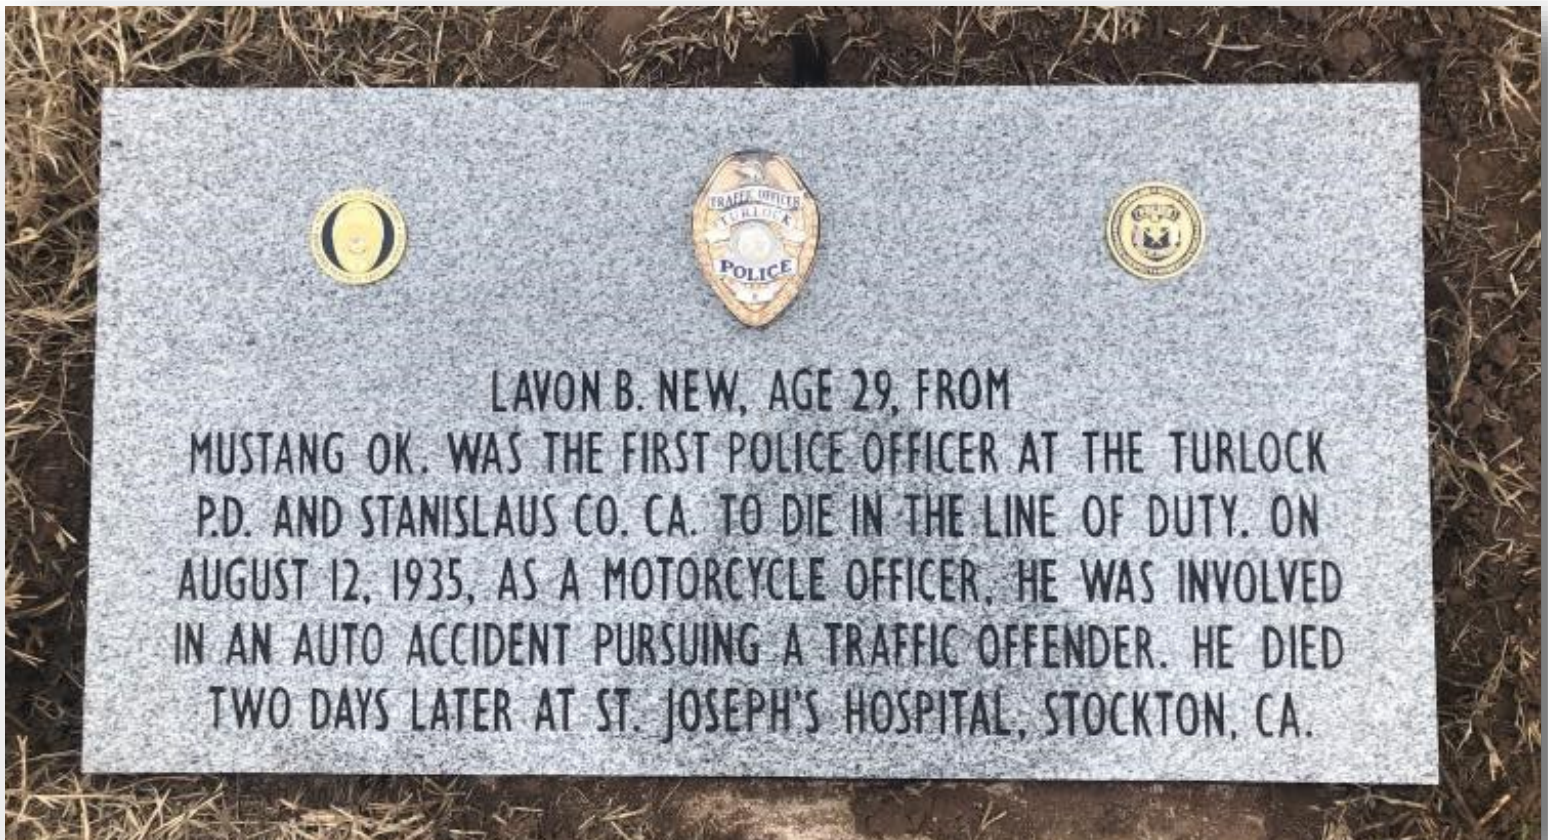 TRAFFIC OFFICER
TURLOCK
POLICE
LAVON B. NEW, AGE 29, FROM
MUSTANG OK. WAS THE FIRST POLICE OFFICER AT THE TURLOCK
P.D. AND STANISLAUS CO. CA. TO DIE IN THE LINE OF DUTY. ON
AUGUST 12, 1935, AS A MOTORCYCLE OFFICER, HE WAS INVOLVED
IN AN AUTO ACCIDENT PURSUING A TRAFFIC OFFENDER. HE DIED
TWO DAYS LATER AT ST. JOSEPH'S HOSPITAL, STOCKTON, CA.